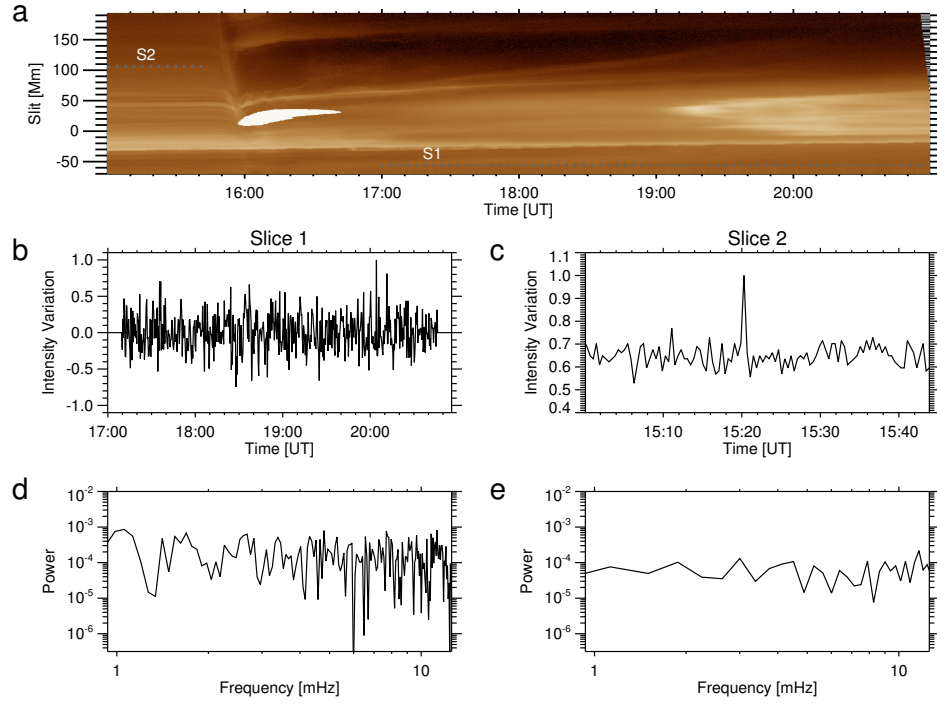 a
150
100
50
0
-50
Slit [Mm]
S2
S1
16:00 17:00 18:00 19:00 20:00
Time [UT]
b
Slice 1
1.0
0.5
0.0
-0.5
-1.0
Intensity Variation
17:00 18:00 19:00 20:00
Time [UT]
c
Slice 2
1.1
1.0
0.9
0.8
0.7
0.6
0.5
0.4
Intensity Variation
15:10 15:20 15:30 15:40
Time [UT]
d
10⁻²
10⁻³
10⁻⁴
10⁻⁵
10⁻⁶
Power
1 10
Frequency [mHz]
e
10⁻²
10⁻³
10⁻⁴
10⁻⁵
10⁻⁶
Power
1 10
Frequency [mHz]